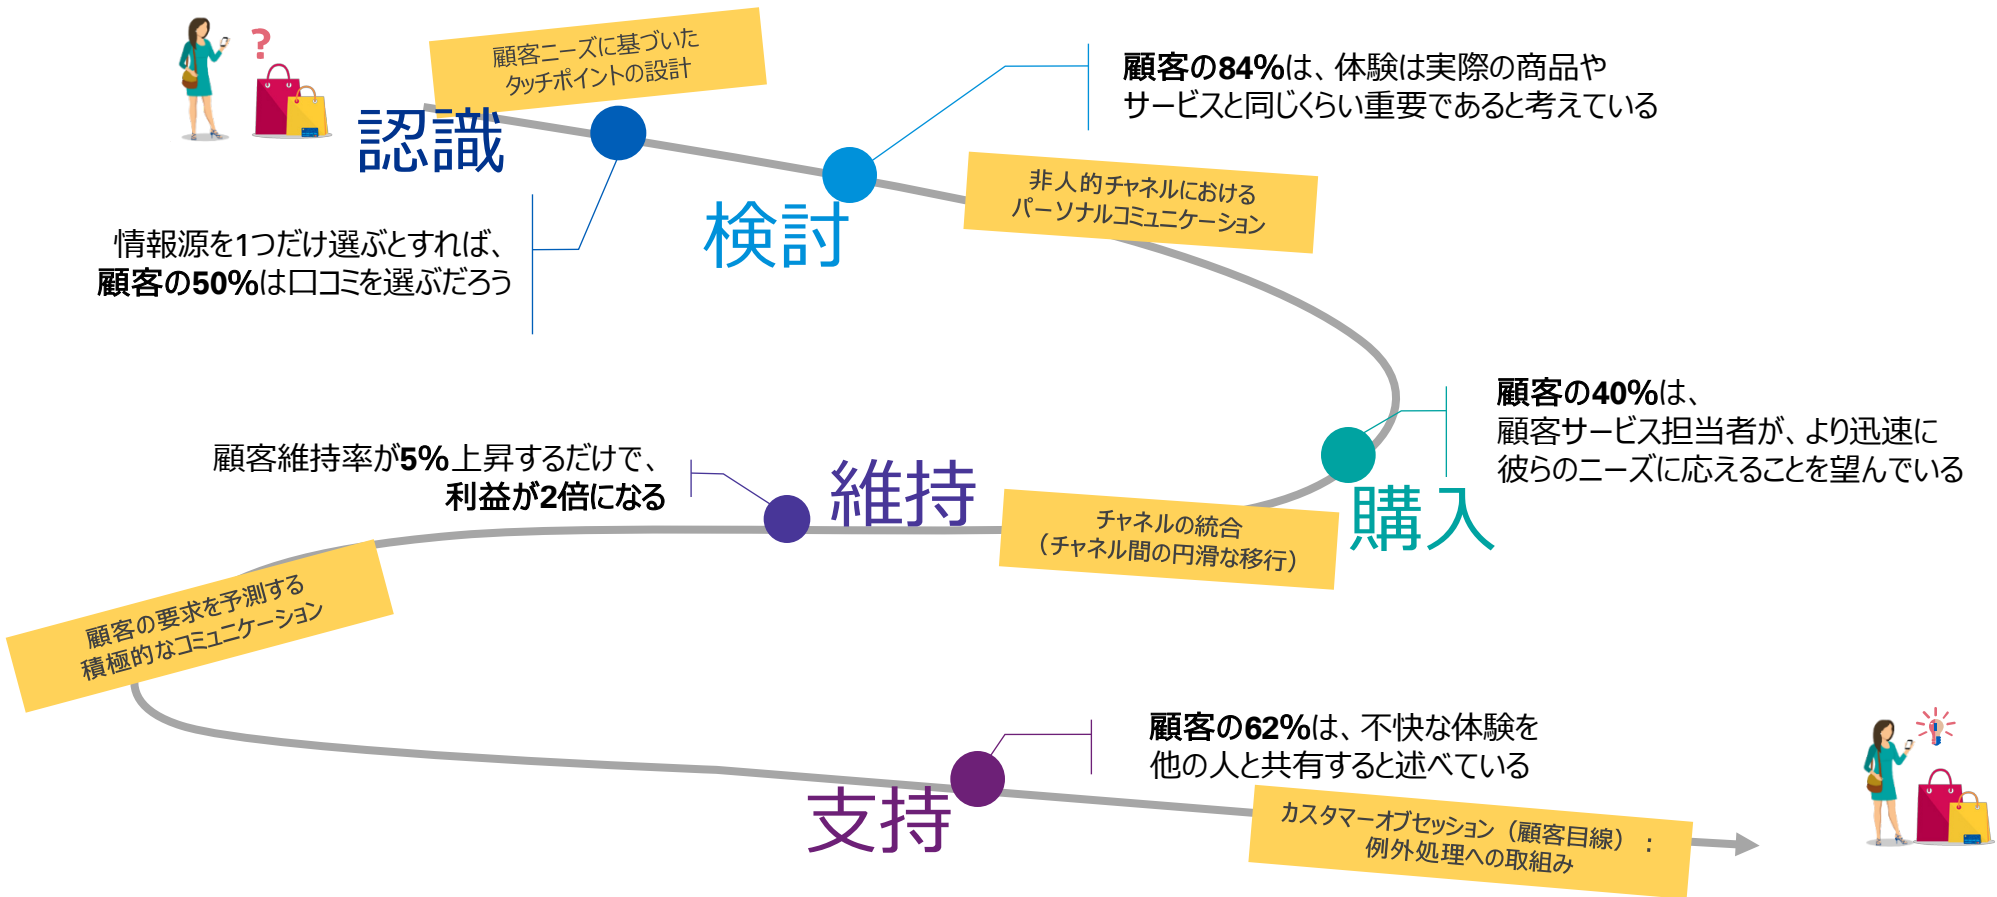 ?
顧客ニーズに基づいた
タッチポイントの設計
認識
顧客の84%は、体験は実際の商品や
サービスと同じくらい重要であると考えている
情報源を1つだけ選ぶとすれば、
顧客の50%は口コミを選ぶだろう
検討
非人的チャネルにおける
パーソナルコミュニケーション
顧客の40%は、
顧客サービス担当者が、より迅速に
彼らのニーズに応えることを望んでいる
購入
チャネルの統合
（チャネル間の円滑な移行）
維持
顧客維持率が5%上昇するだけで、
利益が2倍になる
顧客の要求を予測する
積極的なコミュニケーション
支持
顧客の62%は、不快な体験を
他の人と共有すると述べている
カスタマーオブセッション（顧客目線）：
例外処理への取組み